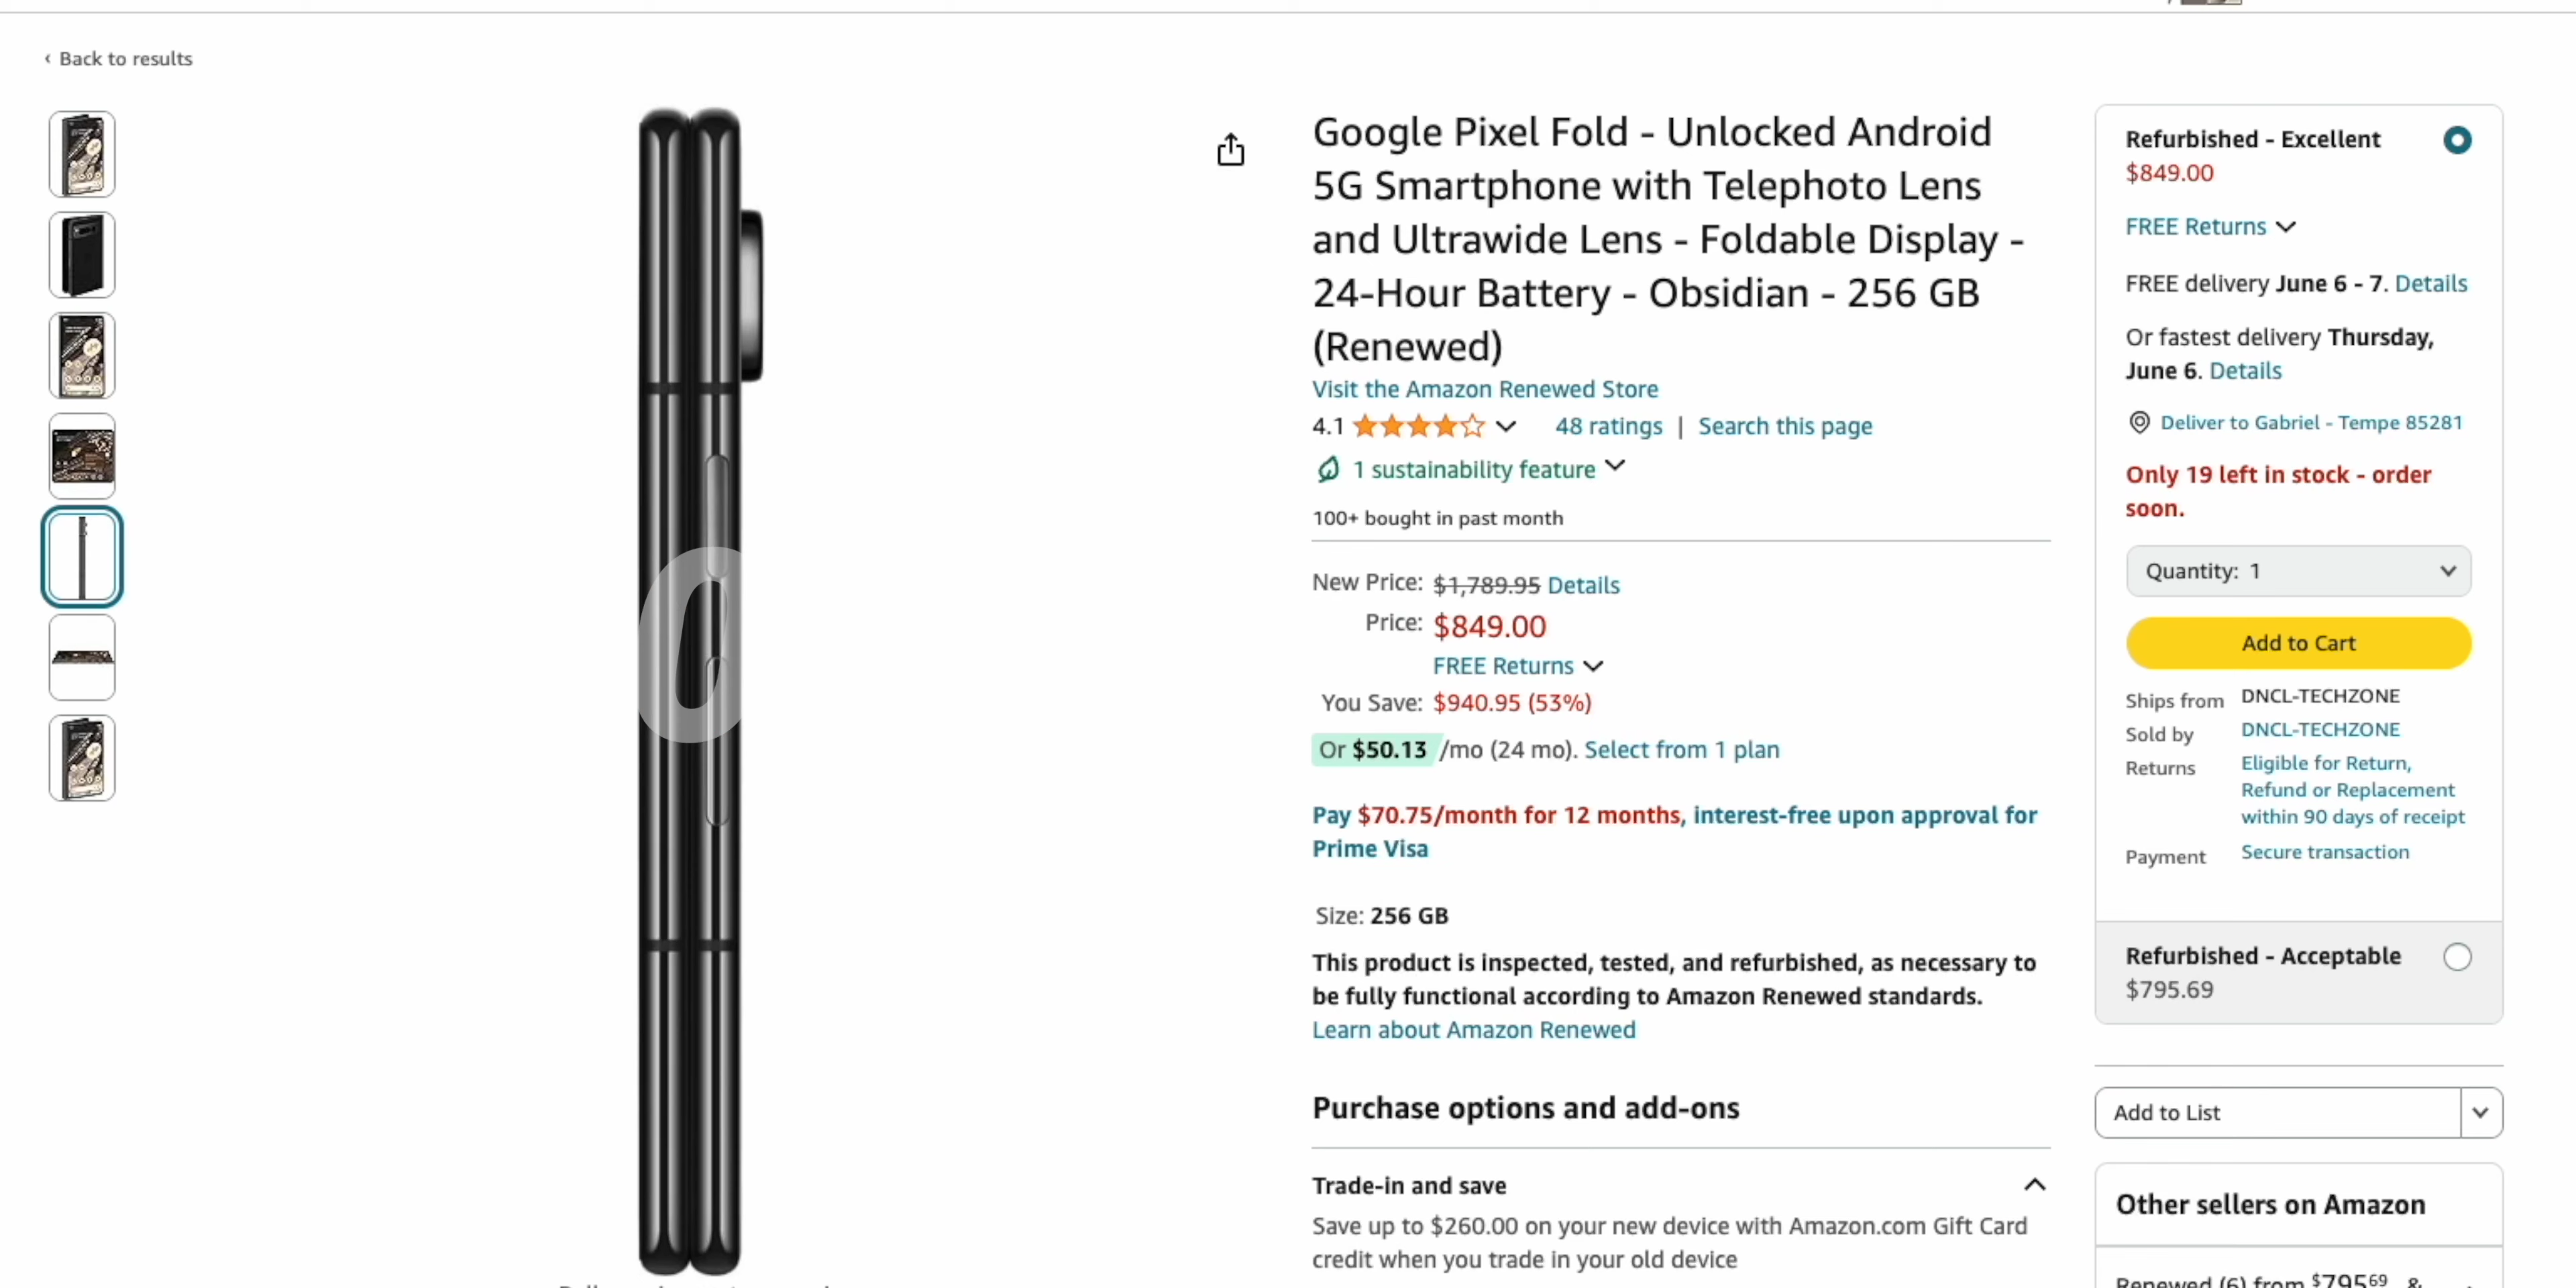 ‹ Back to results
Google Pixel Fold - Unlocked Android
5G Smartphone with Telephoto Lens
and Ultrawide Lens - Foldable Display -
24-Hour Battery - Obsidian - 256 GB
(Renewed)
Visit the Amazon Renewed Store
4.1 48 ratings | Search this page
1 sustainability feature
100+ bought in past month
New Price: $1,789.95 Details
Price: $849.00
FREE Returns
You Save: $940.95 (53%)
Or $50.13 /mo (24 mo). Select from 1 plan
Pay $70.75/month for 12 months, interest-free upon approval for
Prime Visa
Size: 256 GB
This product is inspected, tested, and refurbished, as necessary to
be fully functional according to Amazon Renewed standards.
Learn about Amazon Renewed
Purchase options and add-ons
Trade-in and save
Save up to $260.00 on your new device with Amazon.com Gift Card
credit when you trade in your old device
Refurbished - Excellent
$849.00
FREE Returns
FREE delivery June 6 - 7. Details
Or fastest delivery Thursday,
June 6. Details
Deliver to Gabriel - Tempe 85281
Only 19 left in stock - order
soon.
Quantity: 1
Add to Cart
Ships from DNCL-TECHZONE
Sold by DNCL-TECHZONE
Returns Eligible for Return,
Refund or Replacement
within 90 days of receipt
Payment Secure transaction
Refurbished - Acceptable
$795.69
Add to List
Other sellers on Amazon
Renewed (6) from $79569 &